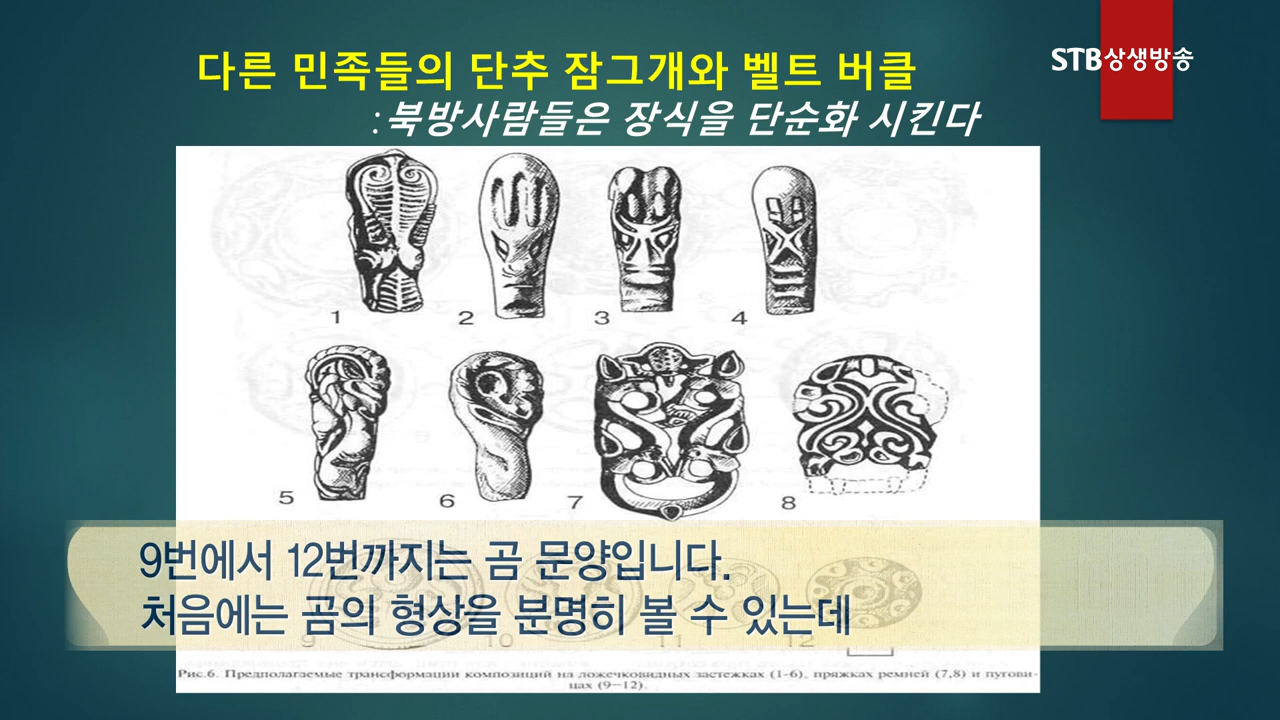 다른 민족들의 단추 잠그개와 벨트 버클
STB상생방송
:북방사람들은 장식을 단순화 시킨다
1 2 3 4
5 6 7 8
9번에서 12번까지는 곰 문양입니다.
처음에는 곰의 형상을 분명히 볼 수 있는데
9 10 11 12
Рис.6. Предполагаемые трансформации композиций на ложечковидных застежках (1-6), пряжках ремней (7,8) и пугови-
цах (9−12).